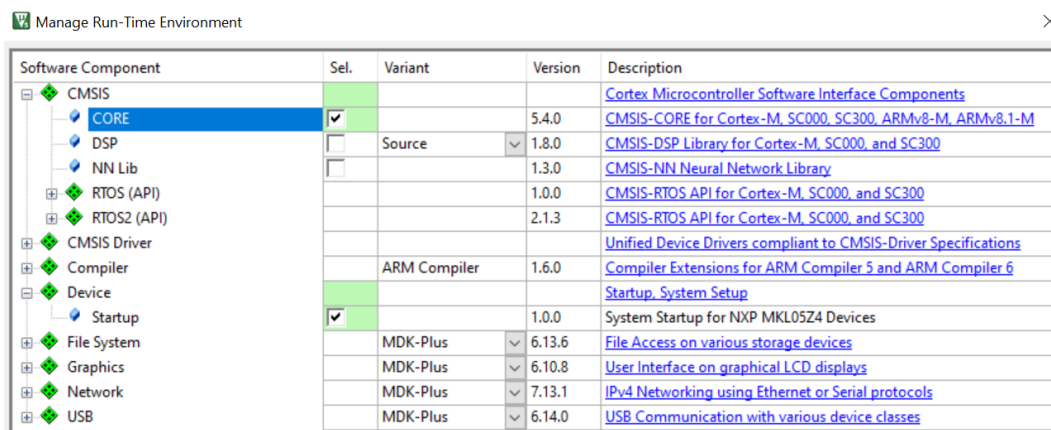 Manage Run-Time Environment
Software Component Sel. Variant Version Description
CMSIS Cortex Microcontroller Software Interface Components
CORE 5.4.0 CMSIS-CORE for Cortex-M, SC000, SC300, ARMv8-M, ARMv8.1-M
DSP Source 1.8.0 CMSIS-DSP Library for Cortex-M, SC000, and SC300
NN Lib 1.3.0 CMSIS-NN Neural Network Library
RTOS (API) 1.0.0 CMSIS-RTOS API for Cortex-M, SC000, and SC300
RTOS2 (API) 2.1.3 CMSIS-RTOS API for Cortex-M, SC000, and SC300
CMSIS Driver Unified Device Drivers compliant to CMSIS-Driver Specifications
Compiler ARM Compiler 1.6.0 Compiler Extensions for ARM Compiler 5 and ARM Compiler 6
Device Startup, System Setup
Startup 1.0.0 System Startup for NXP MKL05Z4 Devices
File System MDK-Plus 6.13.6 File Access on various storage devices
Graphics MDK-Plus 6.10.8 User Interface on graphical LCD displays
Network MDK-Plus 7.13.1 IPv4 Networking using Ethernet or Serial protocols
USB MDK-Plus 6.14.0 USB Communication with various device classes